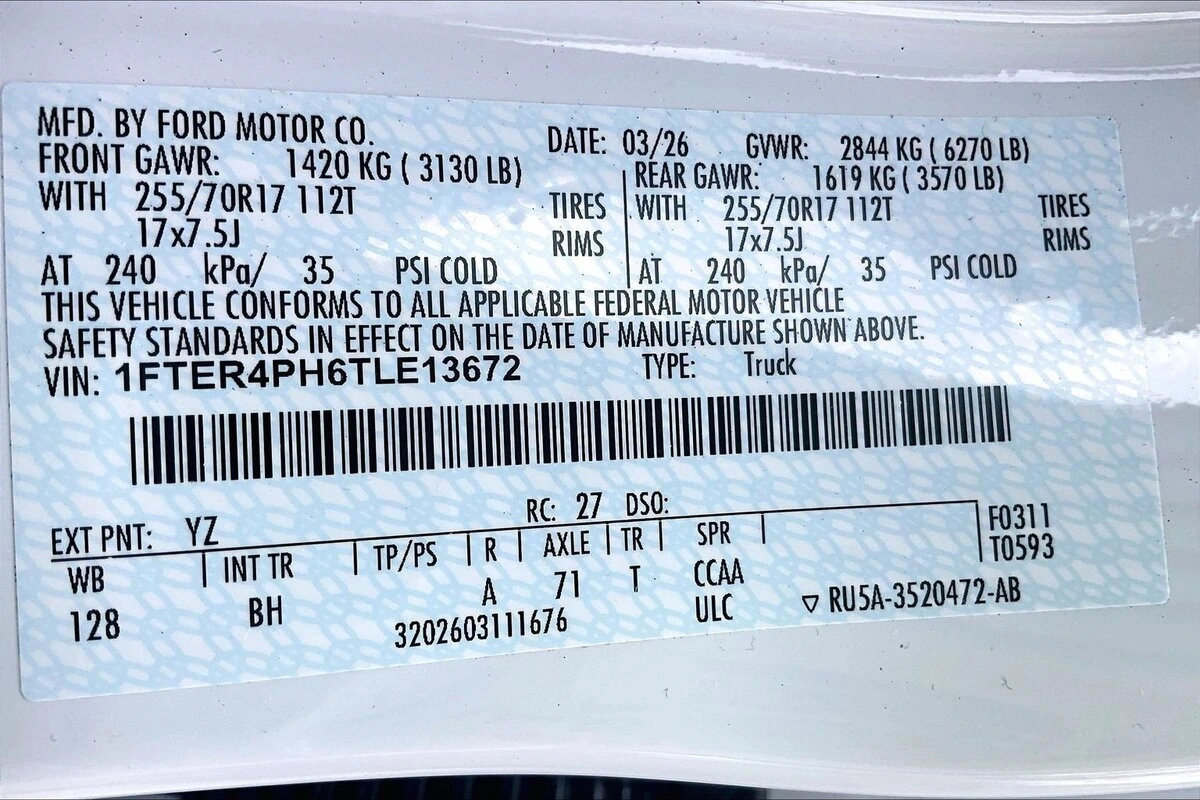 MFD. BY FORD MOTOR CO.
DATE: 03/26 GVWR: 2844 KG ( 6270 LB)
FRONT GAWR: 1420 KG ( 3130 LB)
WITH 255/70R17 112T TIRES
17x7.5J RIMS
AT 240 kPa/ 35 PSI COLD
REAR GAWR: 1619 KG ( 3570 LB)
WITH 255/70R17 112T TIRES
17x7.5J RIMS
AT 240 kPa/ 35 PSI COLD
THIS VEHICLE CONFORMS TO ALL APPLICABLE FEDERAL MOTOR VEHICLE
SAFETY STANDARDS IN EFFECT ON THE DATE OF MANUFACTURE SHOWN ABOVE.
VIN: 1FTER4PH6TLE13672 TYPE: Truck
EXT PNT: YZ RC: 27 DSO:
WB INT TR TP/PS R AXLE TR SPR
128 BH A 71 T CCAA
3202603111676 ULC
F0311
T0593
▽ RU5A-3520472-AB